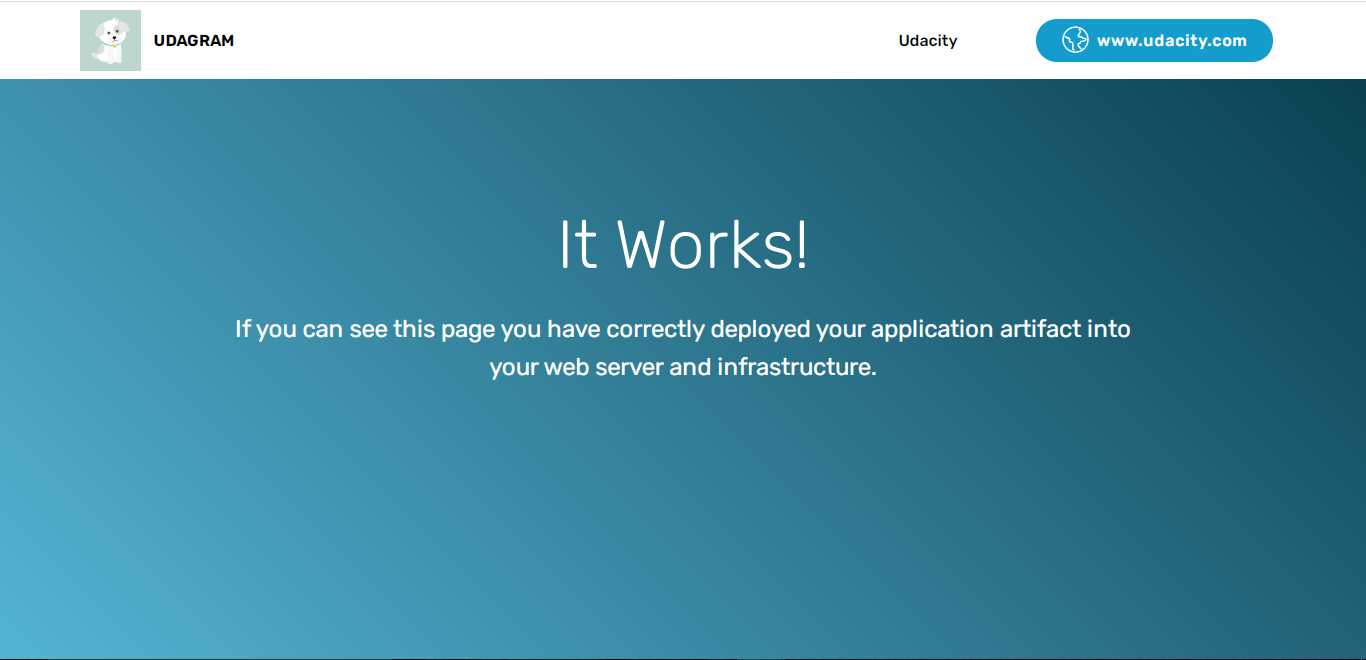 UDAGRAM
Udacity
www.udacity.com
It Works!
If you can see this page you have correctly deployed your application artifact into
your web server and infrastructure.